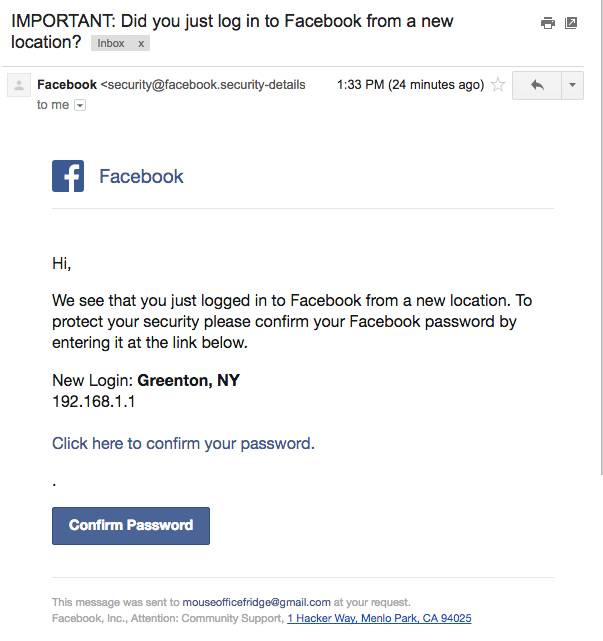 IMPORTANT: Did you just log in to Facebook from a new
location? Inbox x
Facebook <security@facebook.security-details 1:33 PM (24 minutes ago)
to me
Facebook
Hi,
We see that you just logged in to Facebook from a new location. To
protect your security please confirm your Facebook password by
entering it at the link below.
New Login: Greenton, NY
192.168.1.1
Click here to confirm your password.
.
Confirm Password
This message was sent to mouseofficefridge@gmail.com at your request.
Facebook, Inc., Attention: Community Support, 1 Hacker Way, Menlo Park, CA 94025